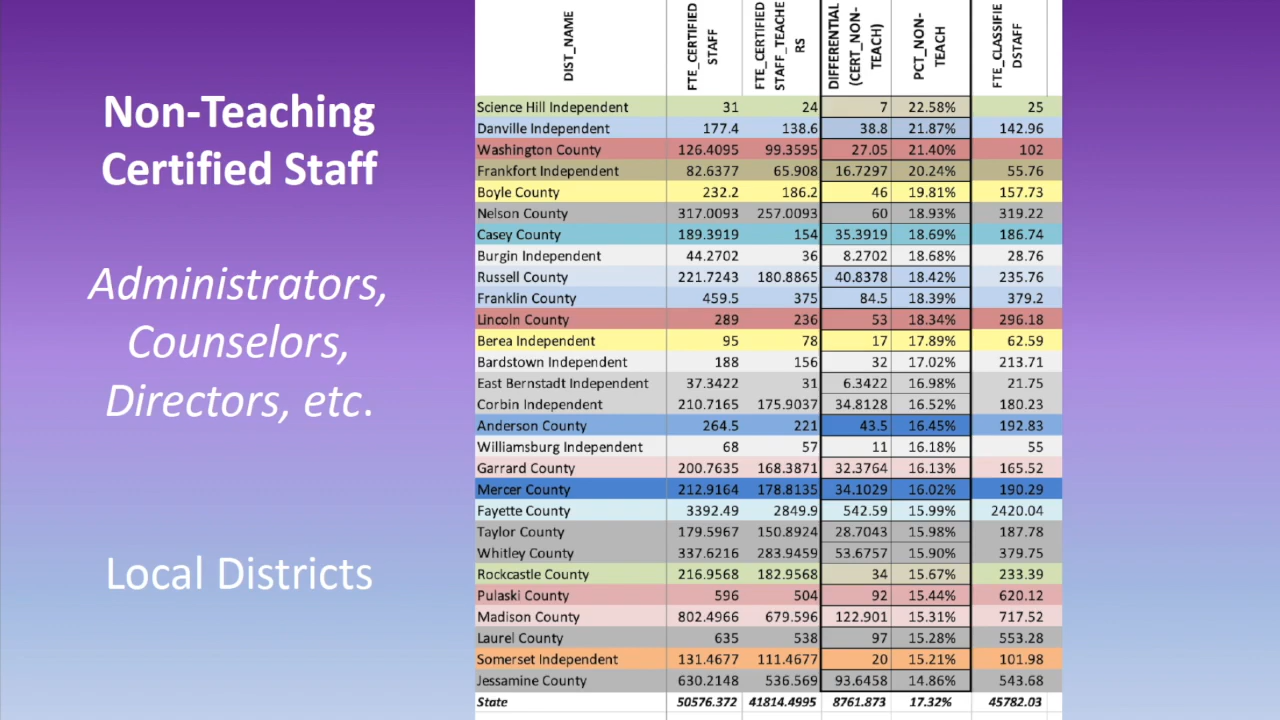 Non-Teaching
Certified Staff
Administrators,
Counselors,
Directors, etc.
Local Districts
DIST_NAME FTE_CERTIFIED STAFF FTE_CERTIFIED STAFF_TEACHE RS DIFFERENTIAL (CERT_NON- TEACH) PCT_NON- TEACH FTE_CLASSIFIE DSTAFF
Science Hill Independent 31 24 7 22.58% 25
Danville Independent 177.4 138.6 38.8 21.87% 142.96
Washington County 126.4095 99.3595 27.05 21.40% 102
Frankfort Independent 82.6377 65.908 16.7297 20.24% 55.76
Boyle County 232.2 186.2 46 19.81% 157.73
Nelson County 317.0093 257.0093 60 18.93% 319.22
Casey County 189.3919 154 35.3919 18.69% 186.74
Burgin Independent 44.2702 36 8.2702 18.68% 28.76
Russell County 221.7243 180.8865 40.8378 18.42% 235.76
Franklin County 459.5 375 84.5 18.39% 379.2
Lincoln County 289 236 53 18.34% 296.18
Berea Independent 95 78 17 17.89% 62.59
Bardstown Independent 188 156 32 17.02% 213.71
East Bernstadt Independent 37.3422 31 6.3422 16.98% 21.75
Corbin Independent 210.7165 175.9037 34.8128 16.52% 180.23
Anderson County 264.5 221 43.5 16.45% 192.83
Williamsburg Independent 68 57 11 16.18% 55
Garrard County 200.7635 168.3871 32.3764 16.13% 165.52
Mercer County 212.9164 178.8135 34.1029 16.02% 190.29
Fayette County 3392.49 2849.9 542.59 15.99% 2420.04
Taylor County 179.5967 150.8924 28.7043 15.98% 187.78
Whitley County 337.6216 283.9459 53.6757 15.90% 379.75
Rockcastle County 216.9568 182.9568 34 15.67% 233.39
Pulaski County 596 504 92 15.44% 620.12
Madison County 802.4966 679.596 122.901 15.31% 717.52
Laurel County 635 538 97 15.28% 553.28
Somerset Independent 131.4677 111.4677 20 15.21% 101.98
Jessamine County 630.2148 536.569 93.6458 14.86% 543.68
State 50576.372 41814.4995 8761.873 17.32% 45782.03